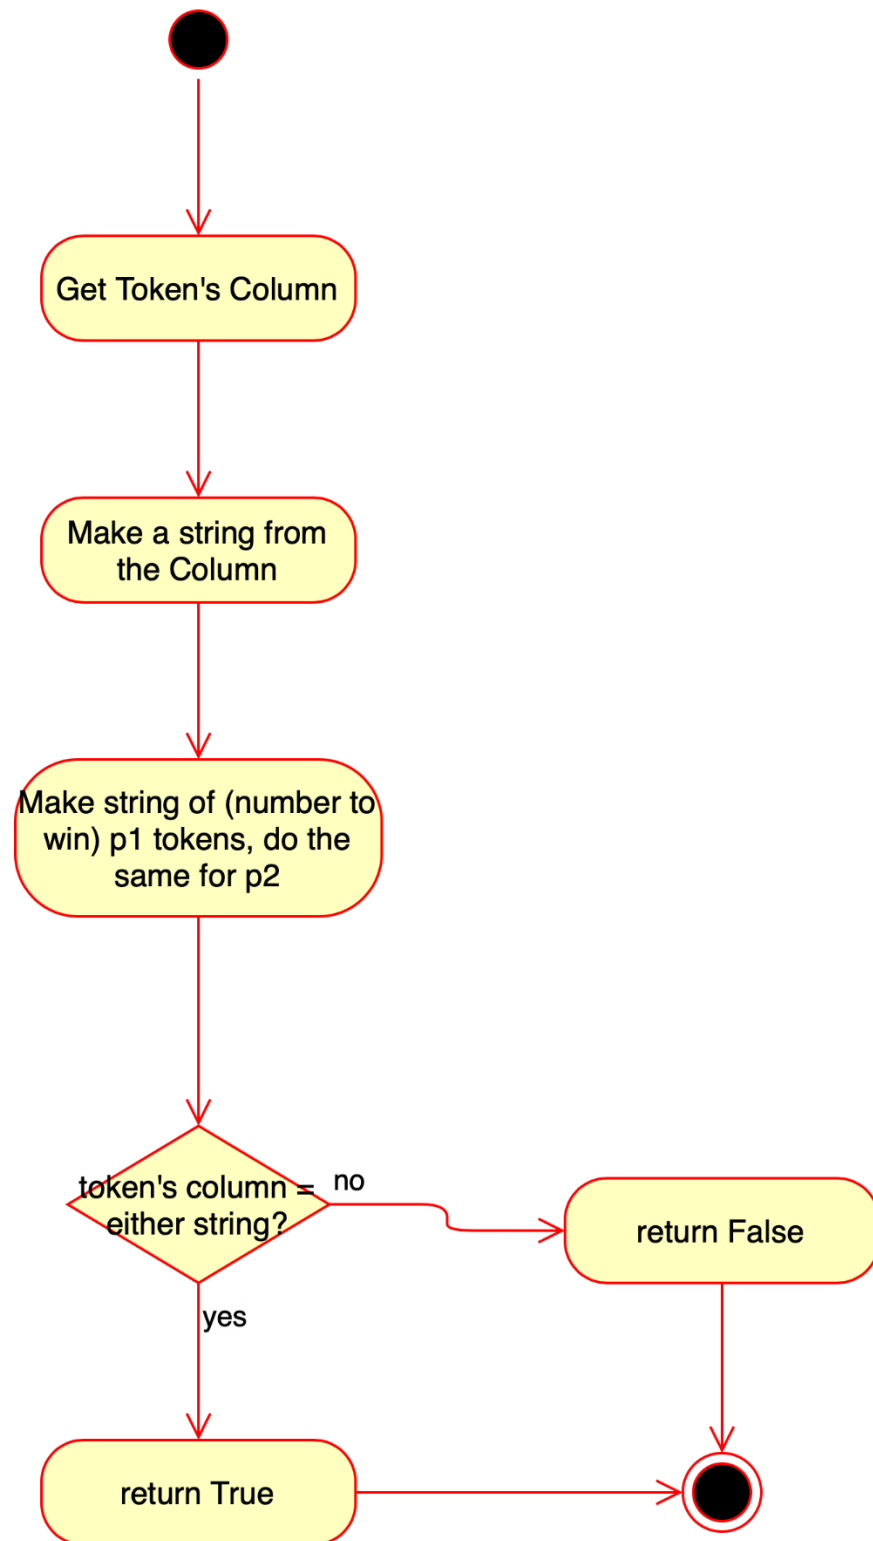 Get Token's Column
Make a string from
the Column
Make string of (number to
win) p1 tokens, do the
same for p2
token's column =
either string?
no
return False
yes
return True